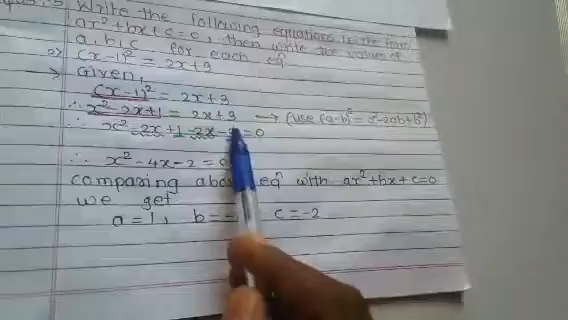 Write the following equations in the form
ax²+bx+c=0, then write the values of
a, b, c for each eqⁿ
2) (x-1)² = 2x+3
→ Given,
(x-1)² = 2x+3
∴ x²-2x+1 = 2x+3 → (use (a-b)² = a²-2ab+b²)
∴ x²-2x+1-2x-3=0
∴ x²-4x-2=0
comparing above eqⁿ with ax²+bx+c=0
we get
a=1, b=- c=-2